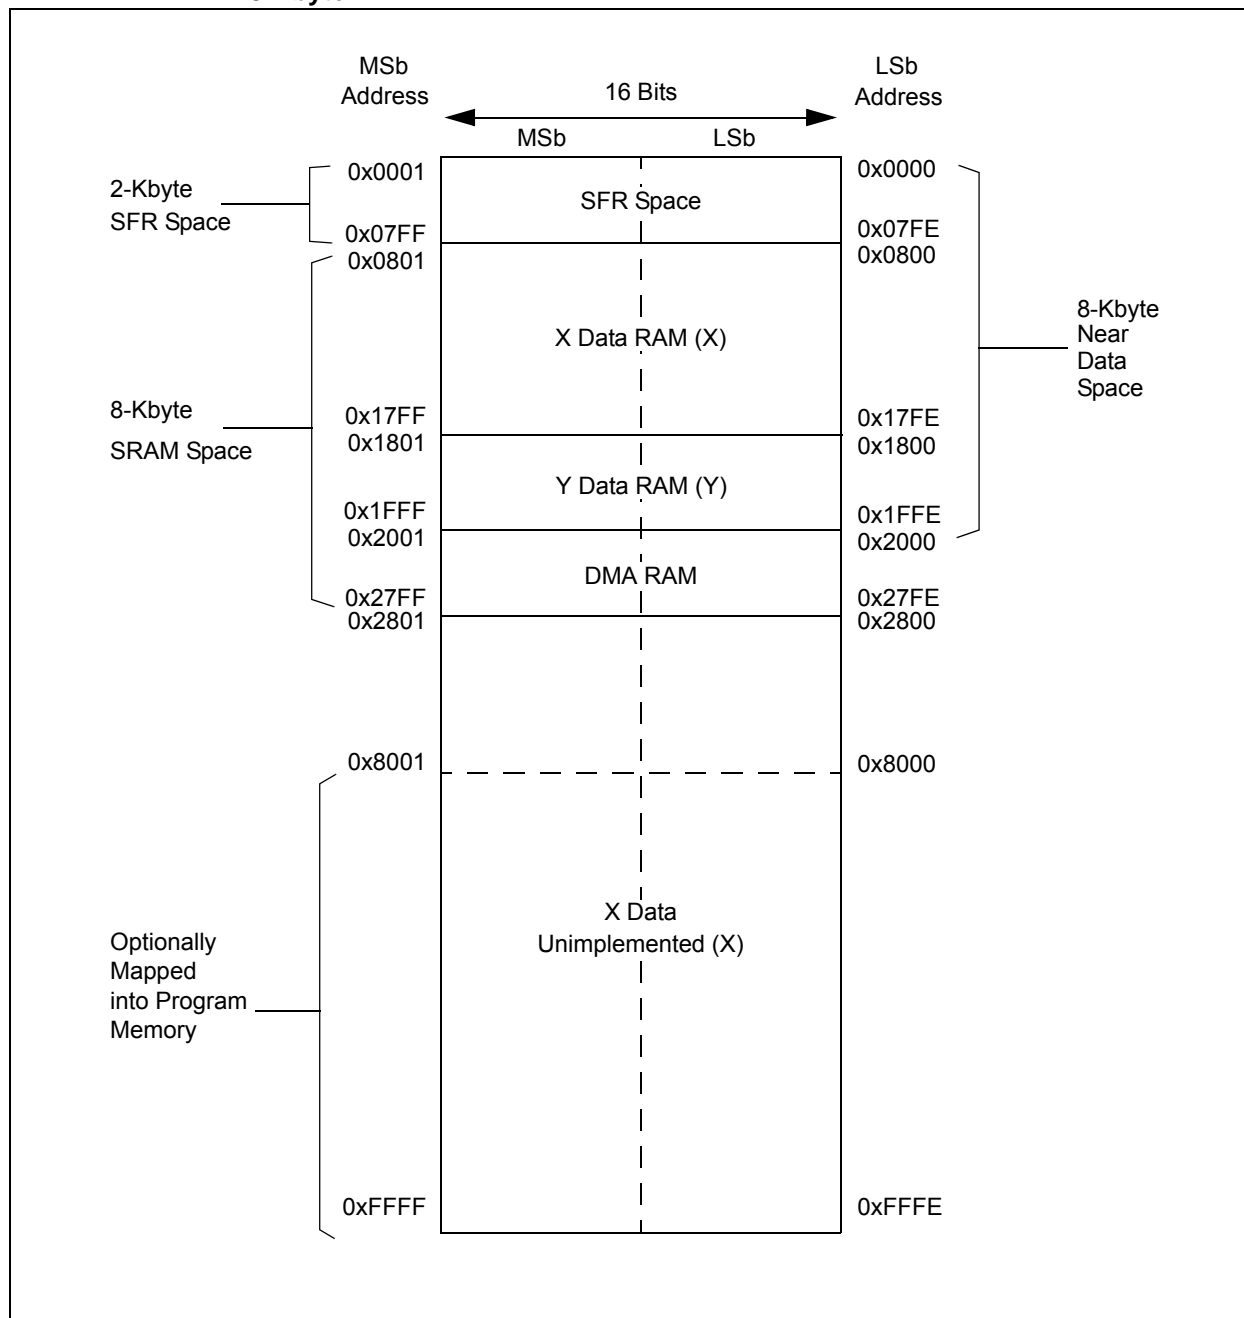 MSb
Address
16 Bits
LSb
Address
MSb
LSb
0x0001
0x0000
2-Kbyte
SFR Space
SFR Space
0x07FF
0x07FE
0x0801
0x0800
X Data RAM (X)
8-Kbyte
Near
Data
Space
8-Kbyte
SRAM Space
0x17FF
0x17FE
0x1801
0x1800
Y Data RAM (Y)
0x1FFF
0x1FFE
0x2001
0x2000
DMA RAM
0x27FF
0x27FE
0x2801
0x2800
0x8001
0x8000
X Data
Unimplemented (X)
Optionally
Mapped
into Program
Memory
0xFFFF
0xFFFE